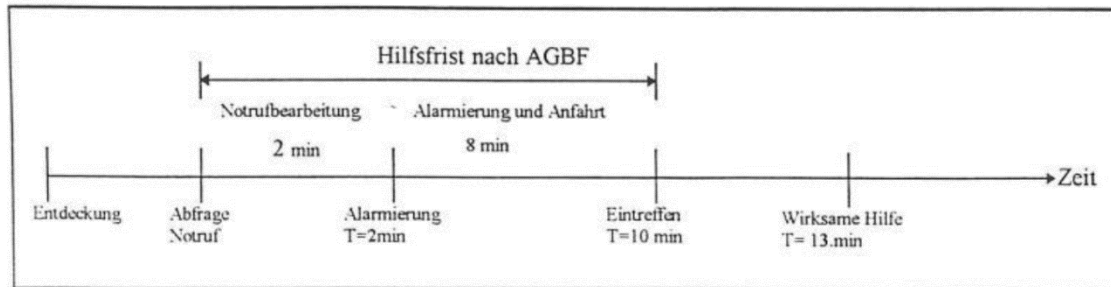 Hilfsfrist nach AGBF
Notrufbearbeitung Alarmierung und Anfahrt
2 min 8 min
Zeit
Entdeckung Abfrage Alarmierung Eintreffen Wirksame Hilfe
Notruf T=2min T=10 min T= 13.min